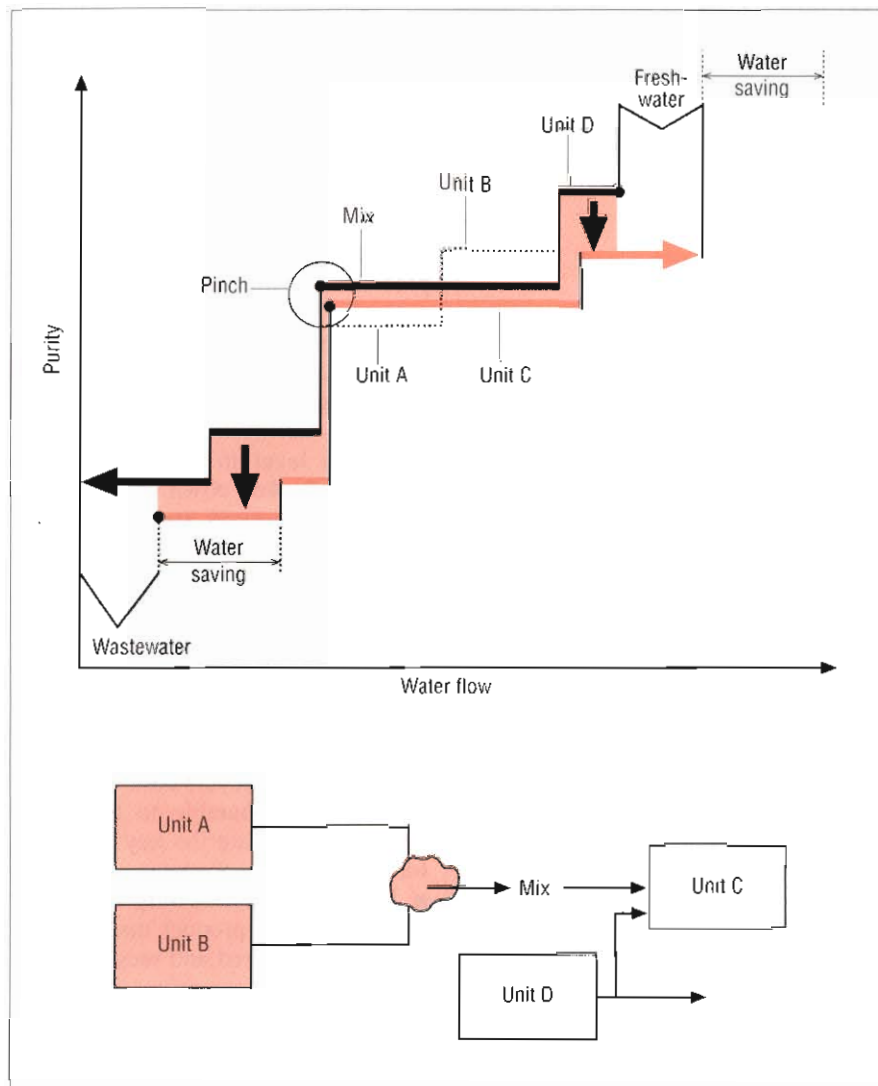 Water
saving
Fresh-
water
Unit D
Unit B
Mix
Pinch
Purity
Unit A
Unit C
Water
saving
Wastewater
Water flow
Unit A
Mix
Unit C
Unit B
Unit D